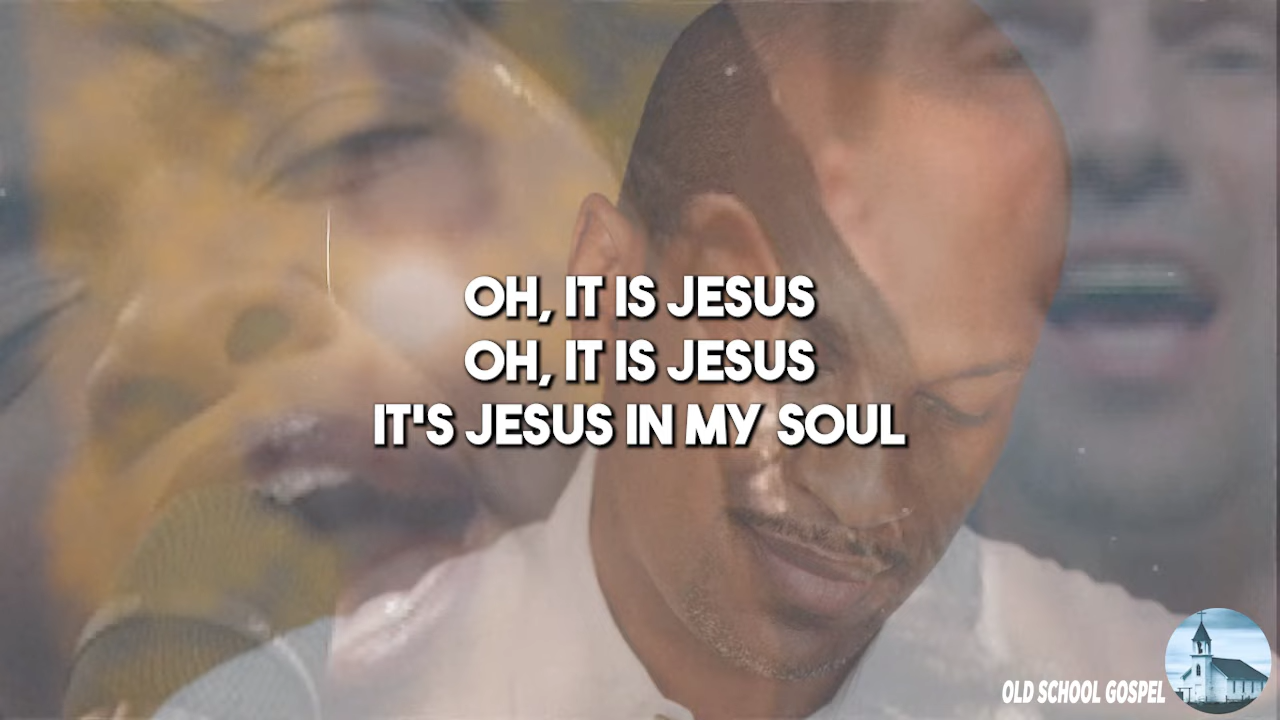 OH, IT IS JESUS
OH, IT IS JESUS
IT'S JESUS IN MY SOUL
OLD SCHOOL GOSPEL